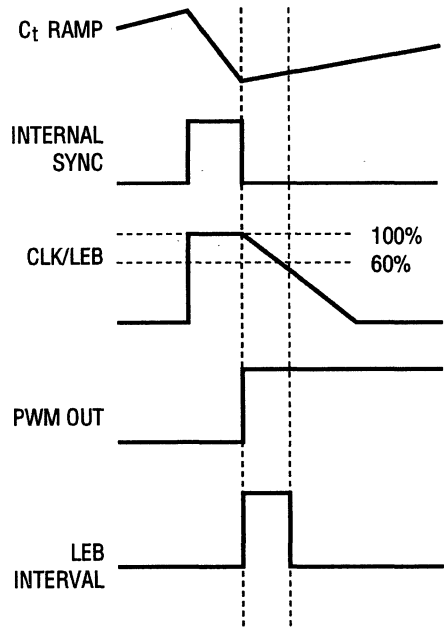 Ct RAMP
INTERNAL
SYNC
100%
CLK/LEB
60%
PWM OUT
LEB
INTERVAL